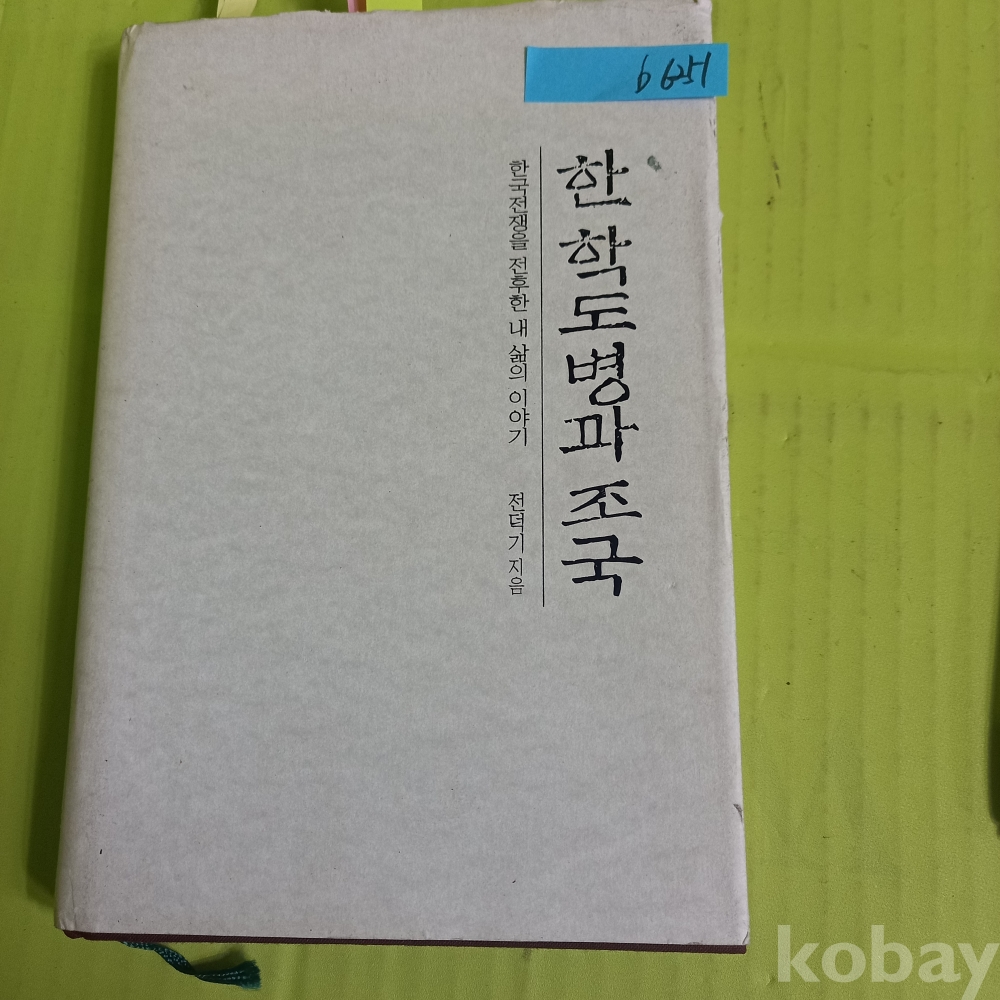 한 학도병과 조국
한국전쟁을 전후한 내 삶의 이야기
전덕기 지음
kobay